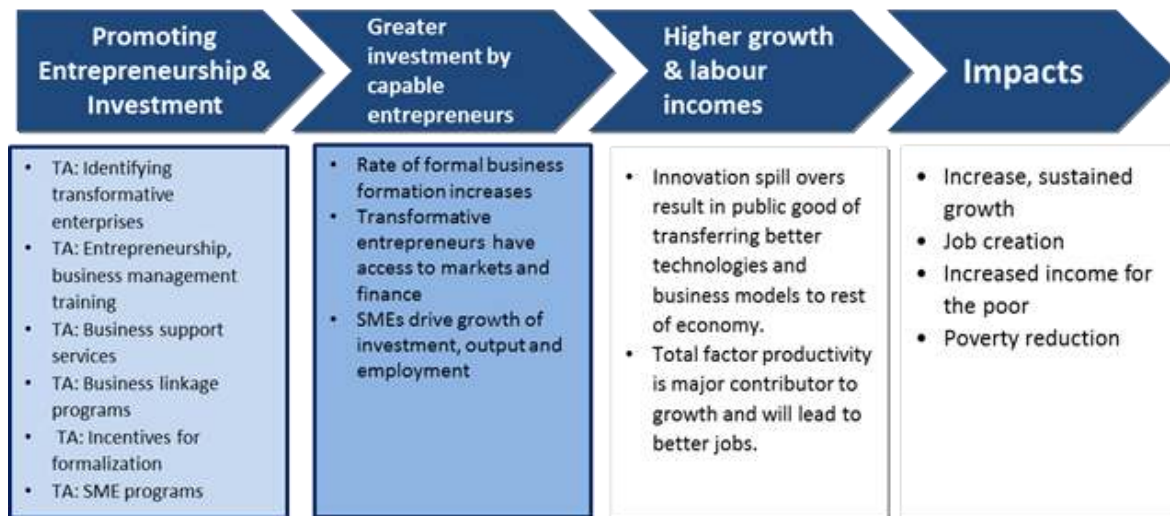 Promoting
Entrepreneurship &
Investment
Greater
investment by
capable
entrepreneurs
Higher growth
& labour
incomes
Impacts
• TA: Identifying
transformative
enterprises
• TA: Entrepreneurship,
business management
training
• TA: Business support
services
• TA: Business linkage
programs
• TA: Incentives for
formalization
• TA: SME programs
• Rate of formal business
formation increases
• Transformative
entrepreneurs have
access to markets and
finance
• SMEs drive growth of
investment, output and
employment
• Innovation spill overs
result in public good of
transferring better
technologies and
business models to rest
of economy.
• Total factor productivity
is major contributor to
growth and will lead to
better jobs.
• Increase, sustained
growth
• Job creation
• Increased income for
the poor
• Poverty reduction